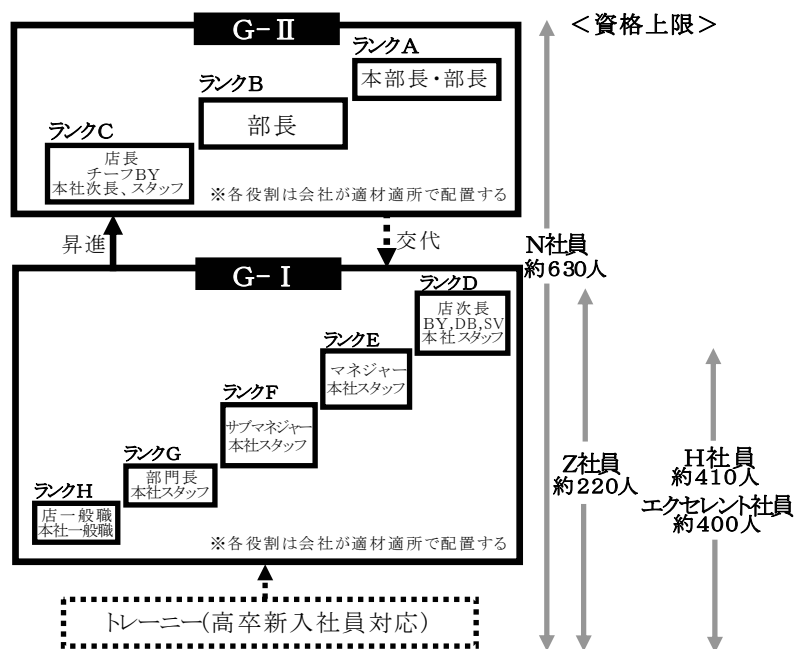 G-Ⅱ
<資格上限>
ランクA
本部長・部長
ランクB
部長
ランクC
店長
チーフBY
本社次長、スタッフ
※各役割は会社が適材適所で配置する
昇進
交代
N社員
約630人
G-Ⅰ
ランクD
店次長
BY,DB,SV
本社スタッフ
ランクE
マネジャー
本社スタッフ
ランクF
サブマネジャー
本社スタッフ
ランクG
部門長
本社スタッフ
ランクH
店一般職
本社一般職
※各役割は会社が適材適所で配置する
Z社員
約220人
H社員
約410人
エクセレント社員
約400人
トレーニー(高卒新入社員対応)